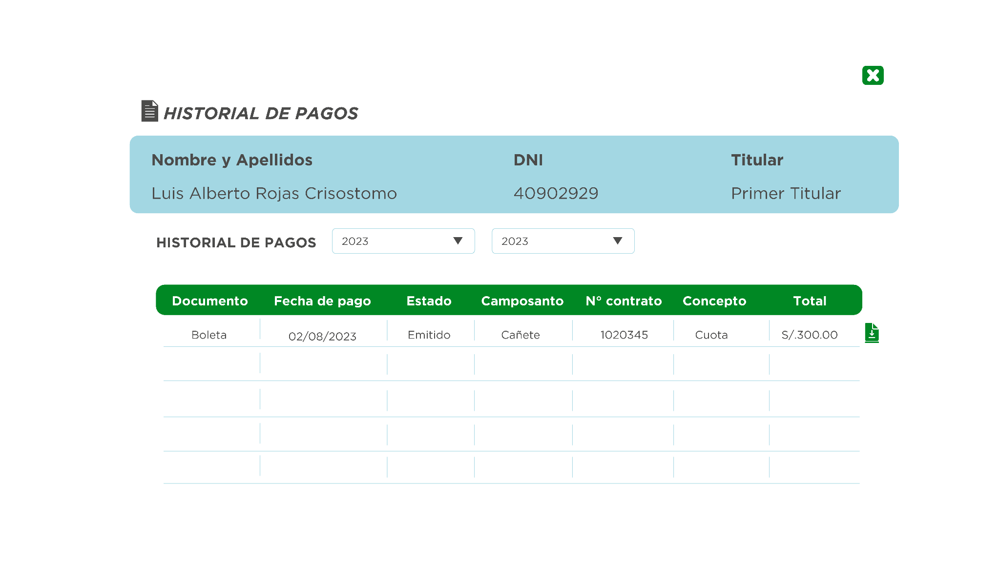 HISTORIAL DE PAGOS
Nombre y Apellidos DNI Titular
Luis Alberto Rojas Crisostomo 40902929 Primer Titular
HISTORIAL DE PAGOS 2023 2023
Documento Fecha de pago Estado Camposanto N° contrato Concepto Total
Boleta 02/08/2023 Emitido Cañete 1020345 Cuota S/.300.00